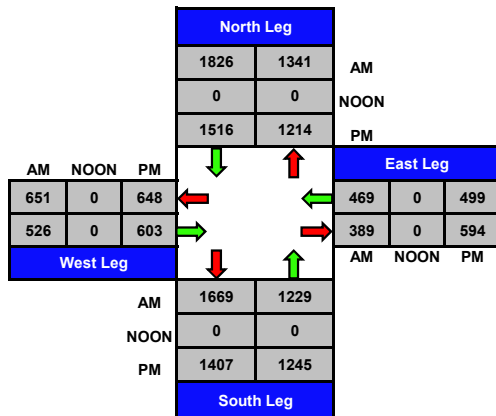 North Leg
1826 1341 AM
0 0 NOON
1516 1214 PM
AM NOON PM East Leg
651 0 648 469 0 499
526 0 603 389 0 594
West Leg AM NOON PM
AM 1669 1229
NOON 0 0
PM 1407 1245
South Leg